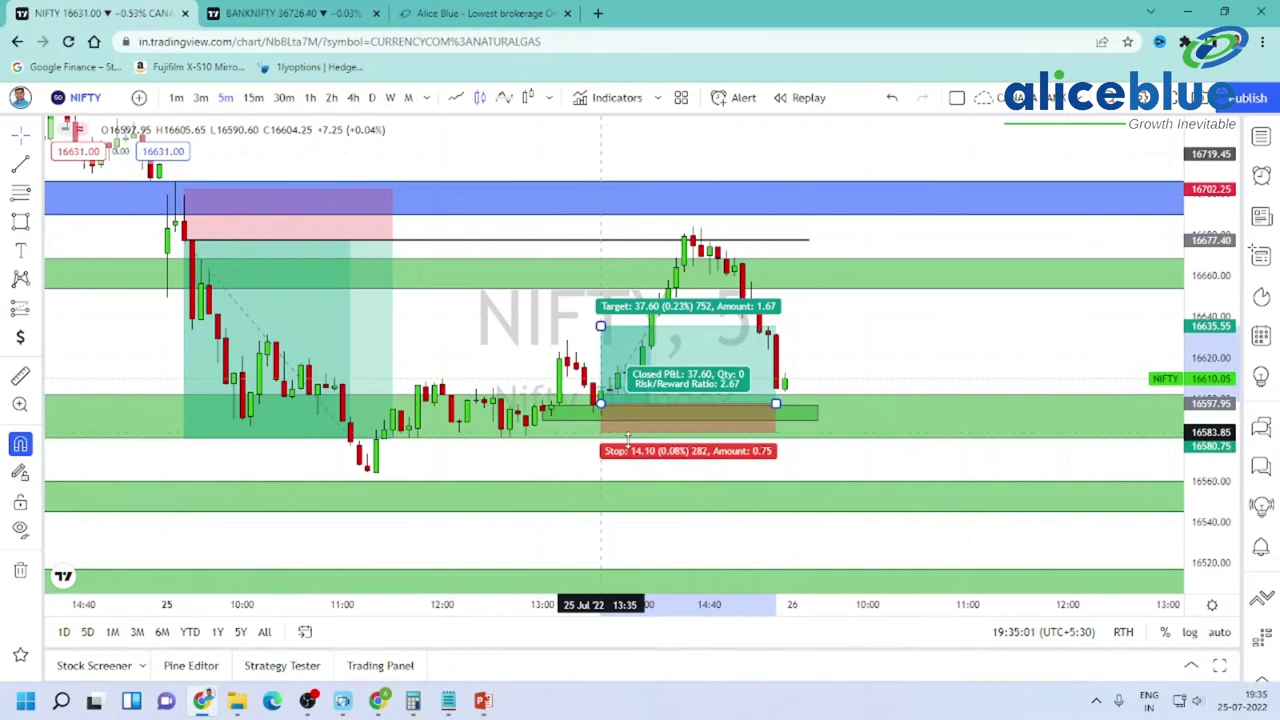 NIFTY 16631.00 ▼ −0.53% CANA
BANKNIFTY 36726.40 ▼ −0.03%
Alice Blue - Lowest brokerage On
in.tradingview.com/chart/NbBLta7M/?symbol=CURRENCYCOM%3ANATURALGAS
Google Finance – St...
Fujifilm X-S10 Mirro...
1lyoptions | Hedge...
aliceblue
Growth Inevitable
NIFTY
1m 3m 5m 15m 30m 1h 2h 4h D W M
Indicators
Alert
Replay
Publish
O16597.95 H16605.65 L16590.60 C16604.25 +7.25 (+0.04%)
16631.00 0.00 16631.00
NIFTY, 5
16719.45
16702.25
16677.40
16660.00
16640.00
16635.55
16620.00
NIFTY 16610.05
16597.95
16583.85
16580.75
16560.00
16540.00
16520.00
Target: 37.60 (0.23%) 752, Amount: 1.67
Closed P&L: 37.60, Qty: 0
Risk/Reward Ratio: 2.67
Stop: 14.10 (0.08%) 282, Amount: 0.75
14:40 25 10:00 11:00 12:00 13:00 25 Jul '22 13:35 14:40 26 10:00 11:00 12:00 13:00
1D 5D 1M 3M 6M YTD 1Y 5Y All
19:35:01 (UTC+5:30) RTH % log auto
Stock Screener
Pine Editor
Strategy Tester
Trading Panel
ENG
IN
19:35
25-07-2022